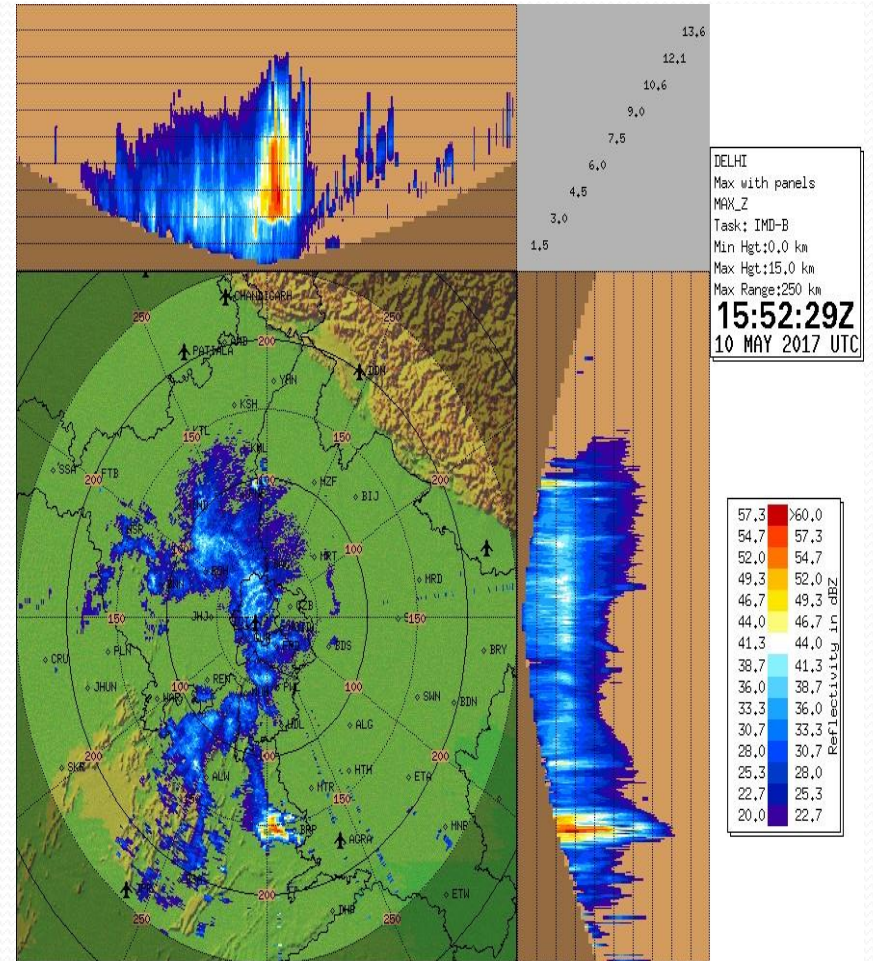 13.6
12.1
10.6
9.0
7.5
6.0
4.5
3.0
1.5
DELHI
Max with panels
MAX_Z
Task: IMD-B
Min Hgt:0.0 km
Max Hgt:15.0 km
Max Range:250 km
15:52:29Z
10 MAY 2017 UTC
CHANDIGARH
250
250
PATIALA
200
DDN
YMN
KSH
KTL
150
150
SSA
FTB
200
HZF
BIJ
200
100
MRT
MRD
GZB
JHJ
150
150
BDS
CRU
PLN
BRY
JHUN
100
REN
100
SWN
BDN
HDL
ALG
200
SKR
200
ALW
100
HTH
ETA
MTR
150
BRP
AGRA
HNP
200
ETW
250
250
57.3 >60.0
54.7 57.3
52.0 54.7
49.3 52.0
46.7 49.3
44.0 46.7
41.3 44.0
38.7 41.3
36.0 38.7
33.3 36.0
30.7 33.3
28.0 30.7
25.3 28.0
22.7 25.3
20.0 22.7
Reflectivity in dBZ